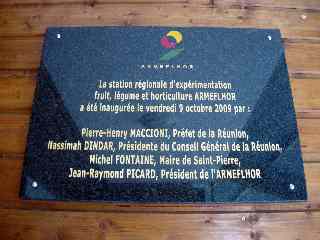 ARMEFLHOR
La station régionale d'expérimentation
fruit, légume et horticulture ARMEFLHOR
a été inaugurée le vendredi 9 octobre 2009 par :
Pierre-Henry MACCIONI, Préfet de la Réunion,
Nassimah DINDAR, Présidente du Conseil Général de la Réunion,
Michel FONTAINE, Maire de Saint-Pierre,
Jean-Raymond PICARD, Président de l'ARMEFLHOR